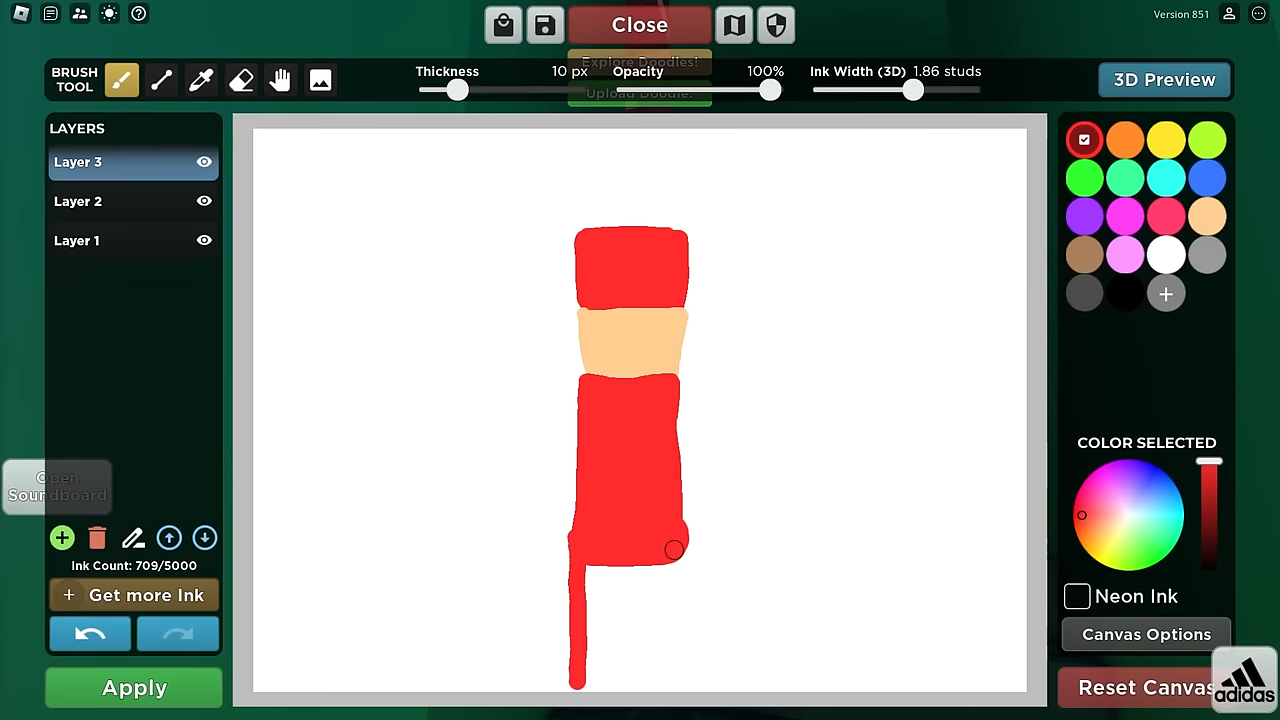 Version 851
Close
Explore Doodles!
Upload Doodle!
BRUSH
TOOL
Thickness 10 px
Opacity 100%
Ink Width (3D) 1.86 studs
3D Preview
LAYERS
Layer 3
Layer 2
Layer 1
Open
Soundboard
Ink Count: 709/5000
+ Get more Ink
Apply
COLOR SELECTED
Neon Ink
Canvas Options
Reset Canvas
adidas